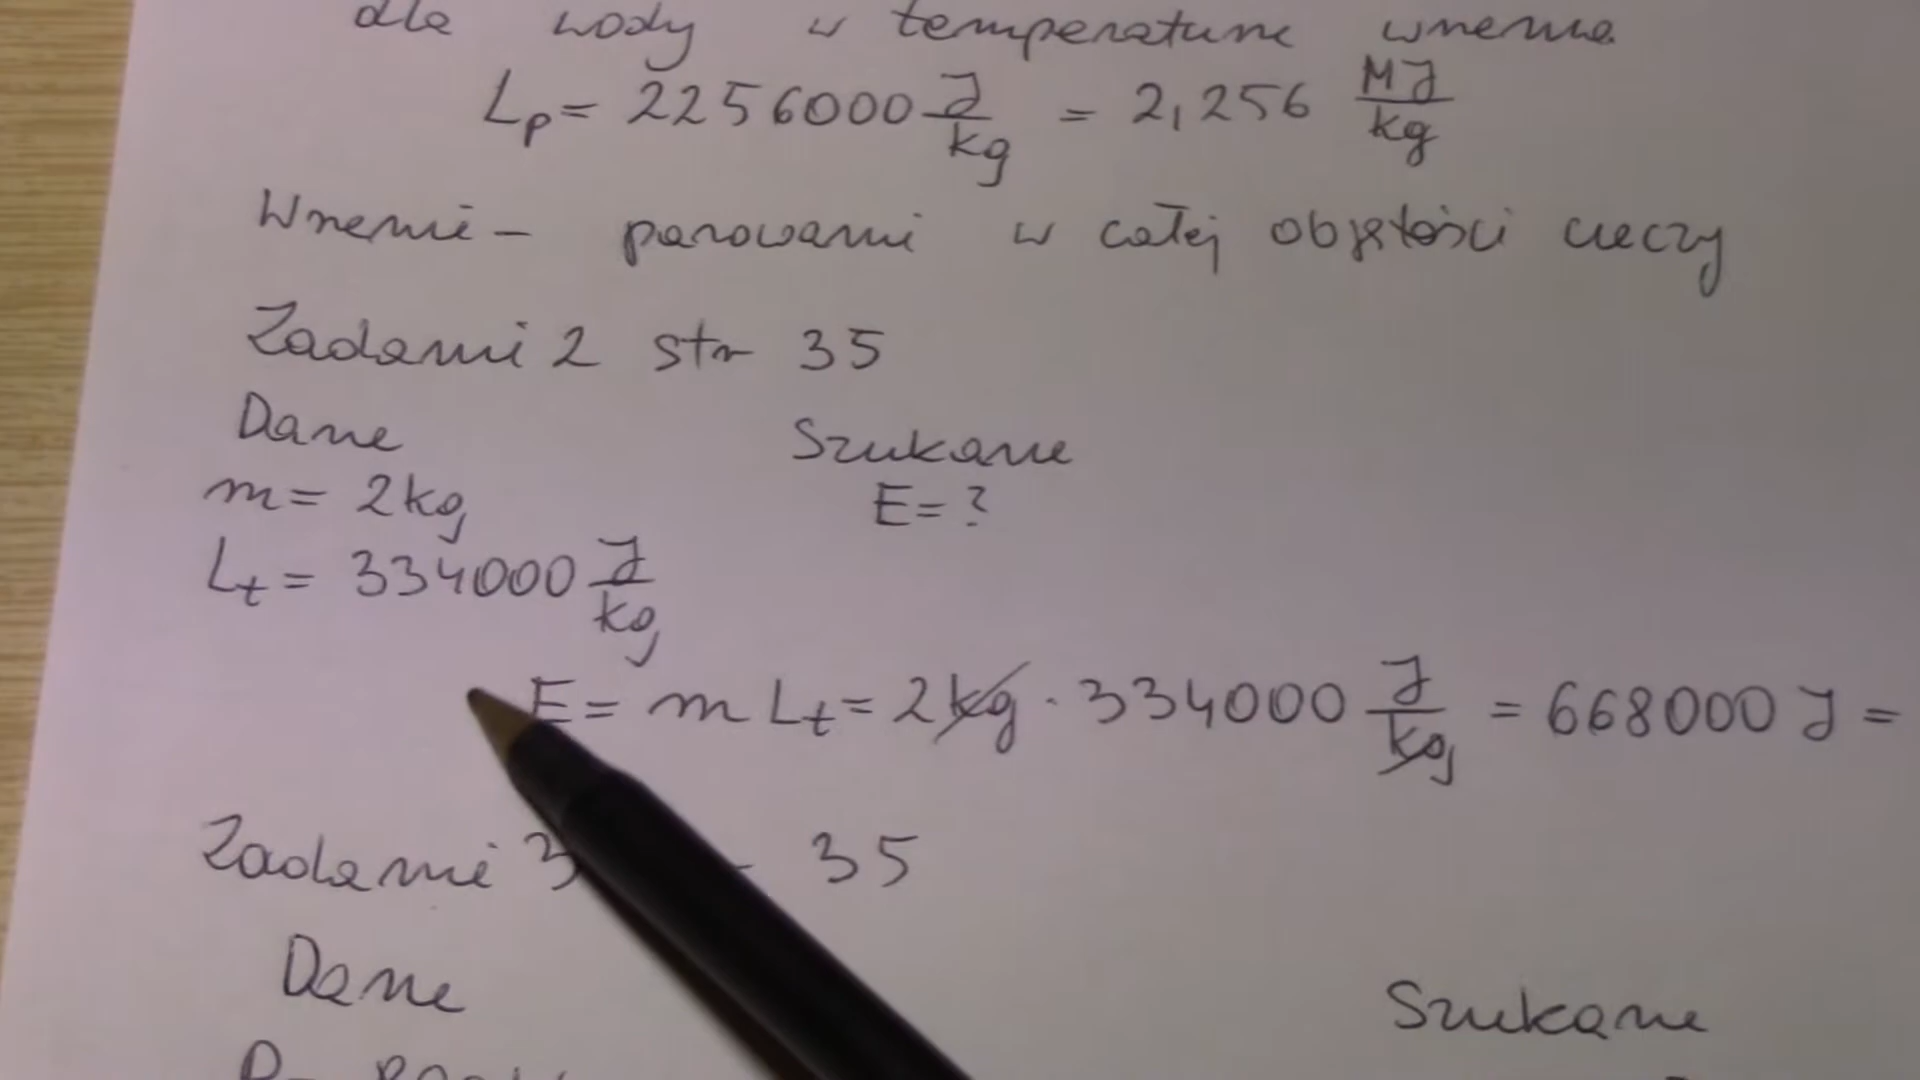 dla wody w temperaturze wrzenia
Lp = 2256000 J/kg = 2,256 MJ/kg
Wrzenie - parowanie w całej objętości cieczy
Zadanie 2 str 35
Dane Szukane
m = 2kg E = ?
Lt = 334000 J/kg
E = m Lt = 2kg · 334000 J/kg = 668000 J =
Zadanie 3 35
Dane
Szukane